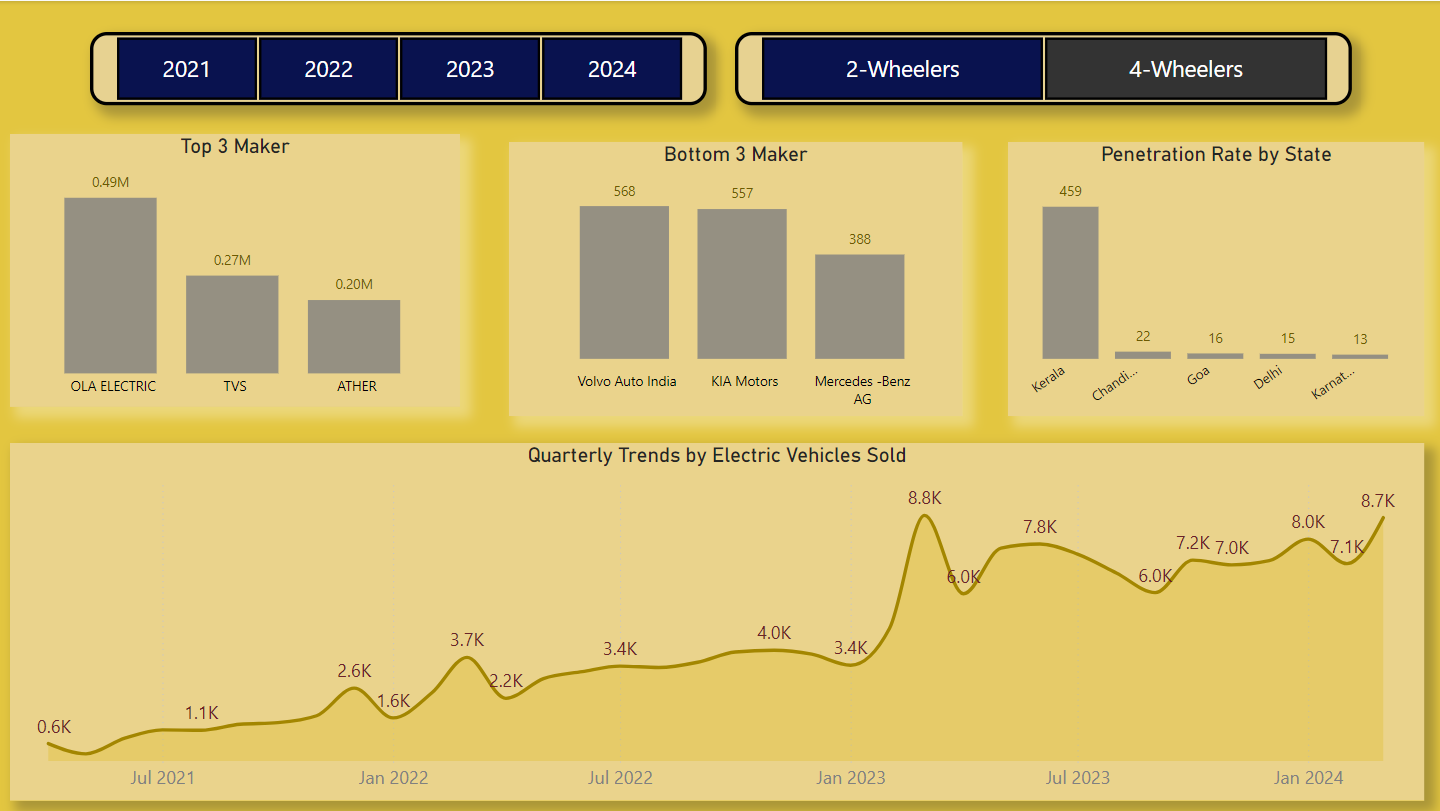 2021 2022 2023 2024
2-Wheelers 4-Wheelers
Top 3 Maker
0.49M
0.27M
0.20M
OLA ELECTRIC TVS ATHER
Bottom 3 Maker
568
557
388
Volvo Auto India KIA Motors Mercedes -Benz
AG
Penetration Rate by State
459
22
16
15
13
Kerala Chandi... Goa Delhi Karnat...
Quarterly Trends by Electric Vehicles Sold
0.6K
1.1K
2.6K
1.6K
3.7K
2.2K
3.4K
4.0K
3.4K
8.8K
6.0K
7.8K
6.0K
7.2K
7.0K
8.0K
7.1K
8.7K
Jul 2021 Jan 2022 Jul 2022 Jan 2023 Jul 2023 Jan 2024